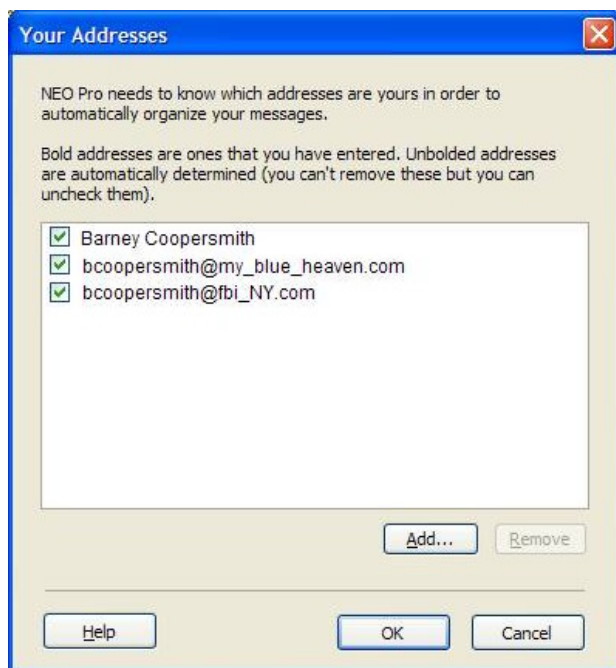 Your Addresses
NEO Pro needs to know which addresses are yours in order to
automatically organize your messages.
Bold addresses are ones that you have entered. Unbolded addresses
are automatically determined (you can't remove these but you can
uncheck them).
Barney Coopersmith
bcoopersmith@my_blue_heaven.com
bcoopersmith@fbi_NY.com
Add...
Remove
Help
OK
Cancel